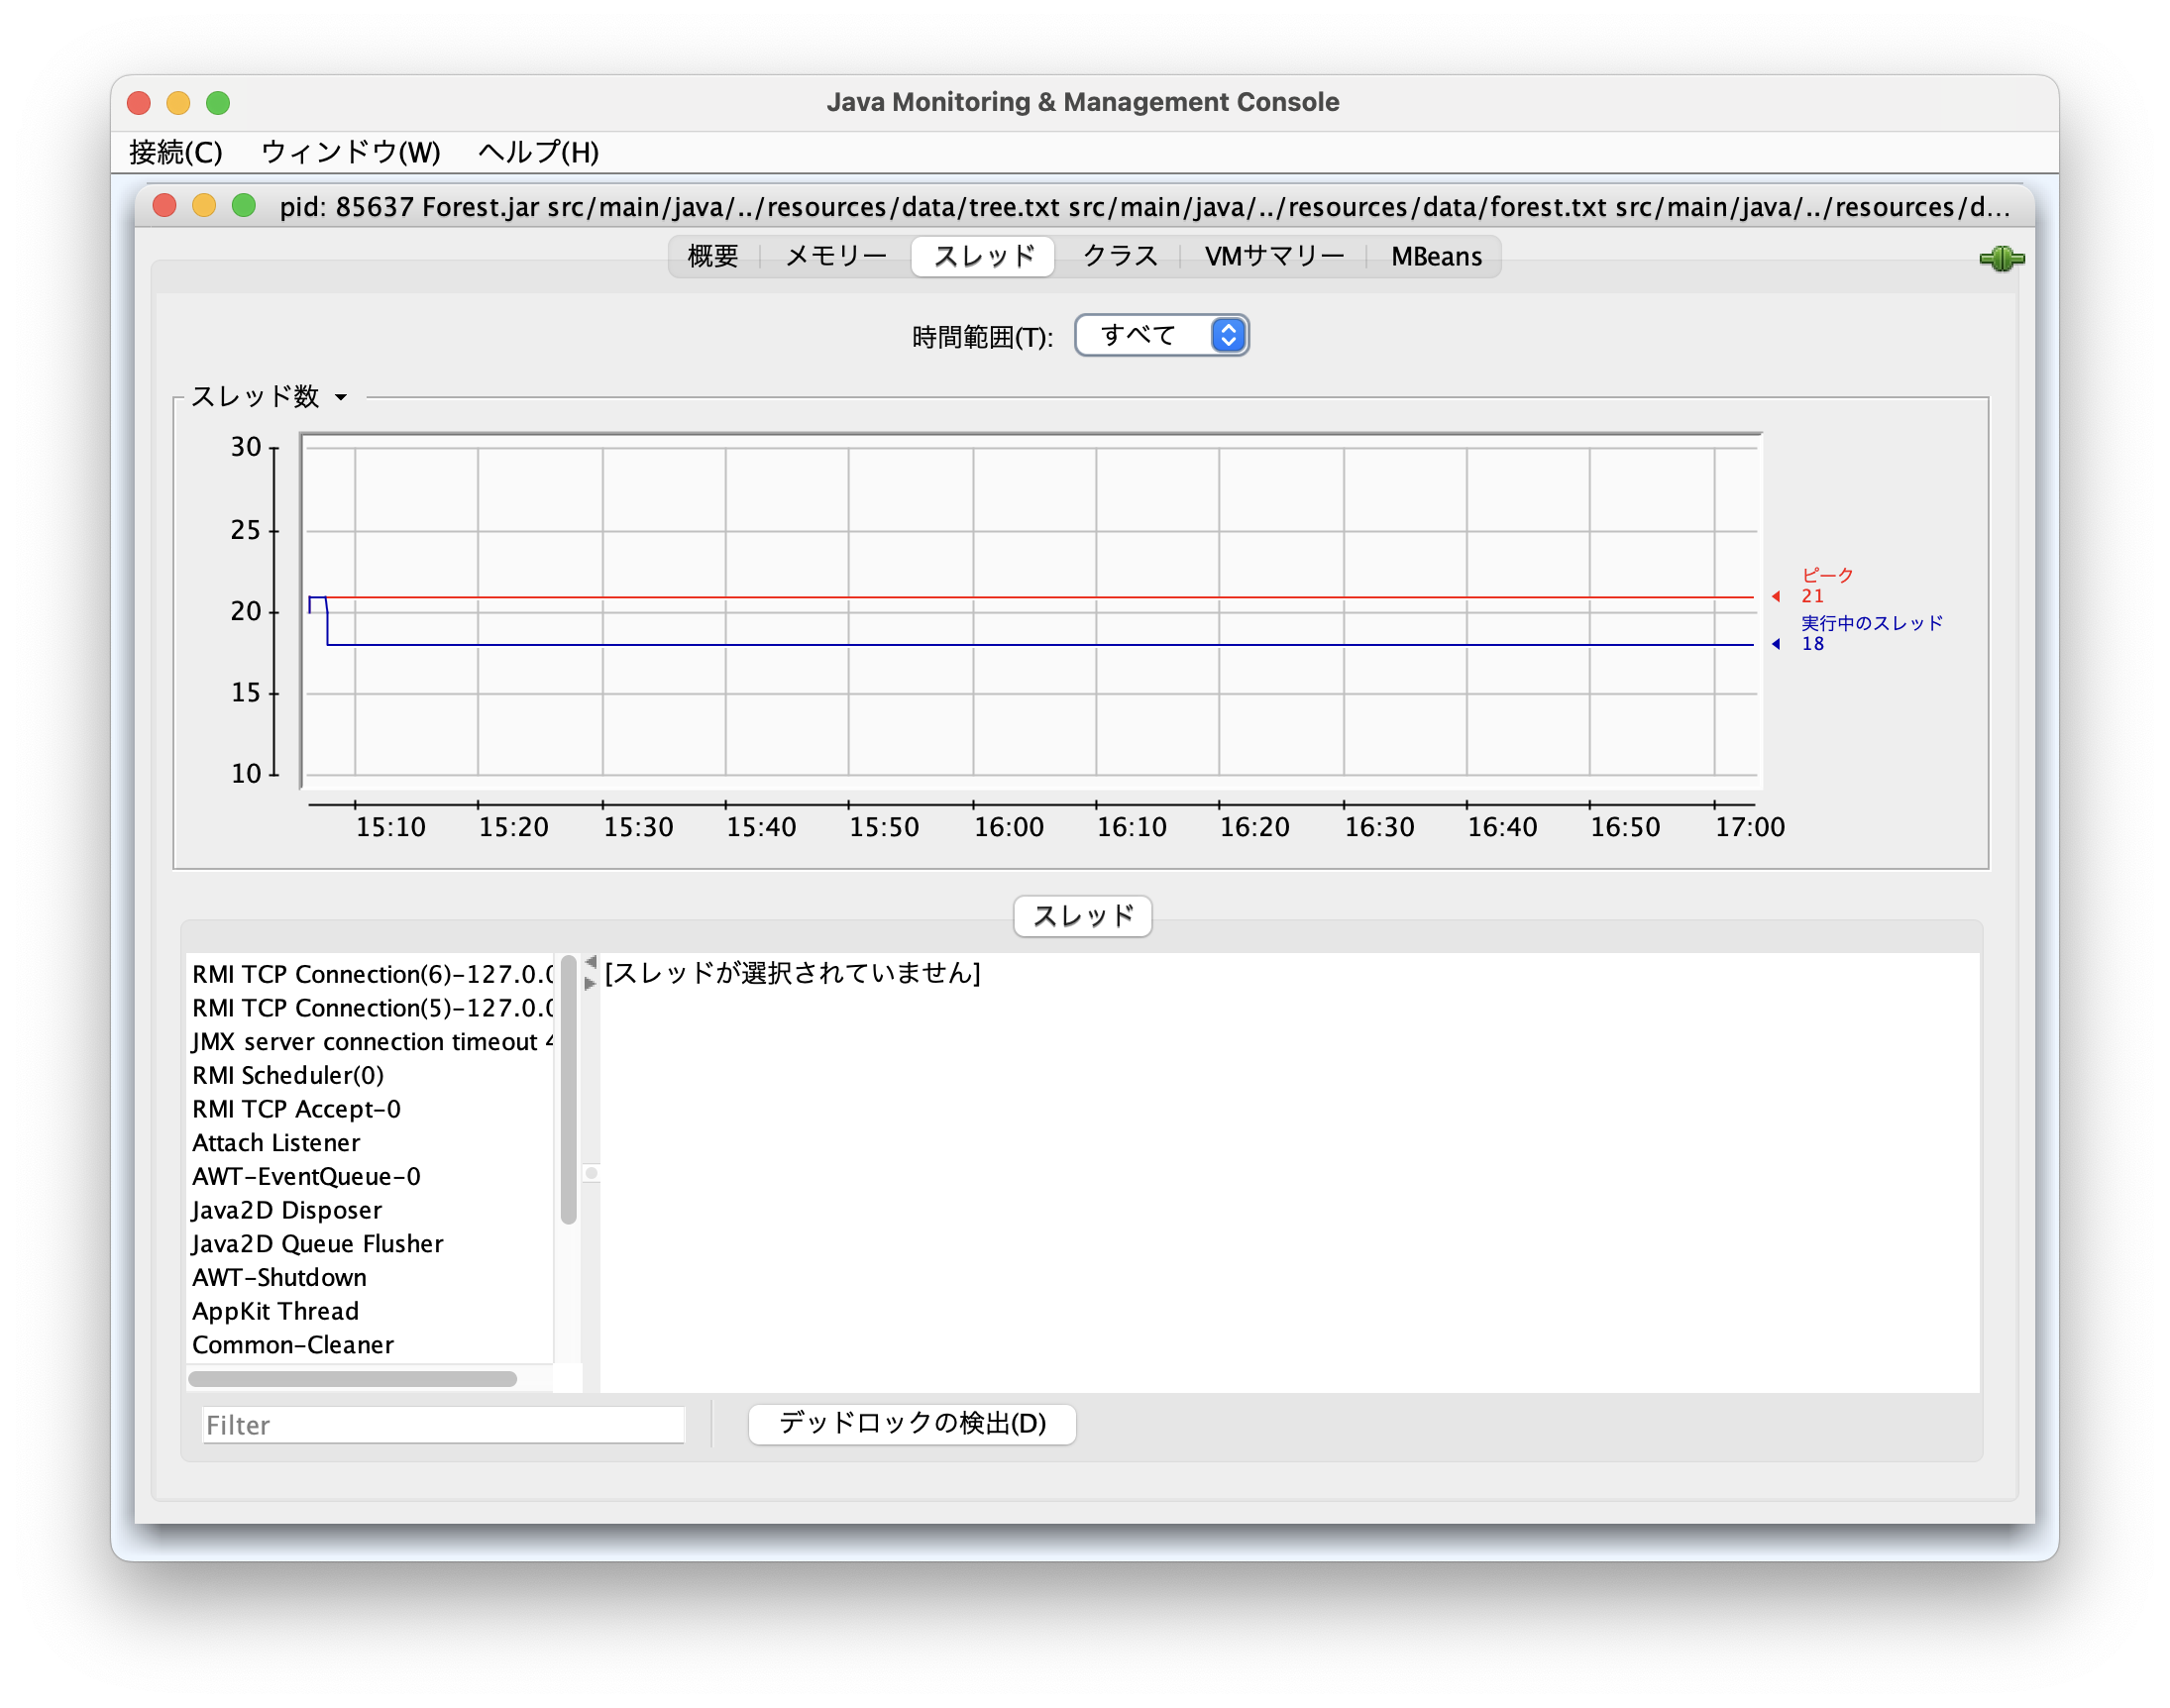 Java Monitoring & Management Console
接続(C) ウィンドウ(W) ヘルプ(H)
pid: 85637 Forest.jar src/main/java/../resources/data/tree.txt src/main/java/../resources/data/forest.txt src/main/java/../resources/d...
概要 メモリー スレッド クラス VMサマリー MBeans
時間範囲(T): すべて
スレッド数
30
25
20
15
10
ピーク
21
実行中のスレッド
18
15:10 15:20 15:30 15:40 15:50 16:00 16:10 16:20 16:30 16:40 16:50 17:00
スレッド
RMI TCP Connection(6)-127.0.0
RMI TCP Connection(5)-127.0.0
JMX server connection timeout 4
RMI Scheduler(0)
RMI TCP Accept-0
Attach Listener
AWT-EventQueue-0
Java2D Disposer
Java2D Queue Flusher
AWT-Shutdown
AppKit Thread
Common-Cleaner
[スレッドが選択されていません]
Filter
デッドロックの検出(D)